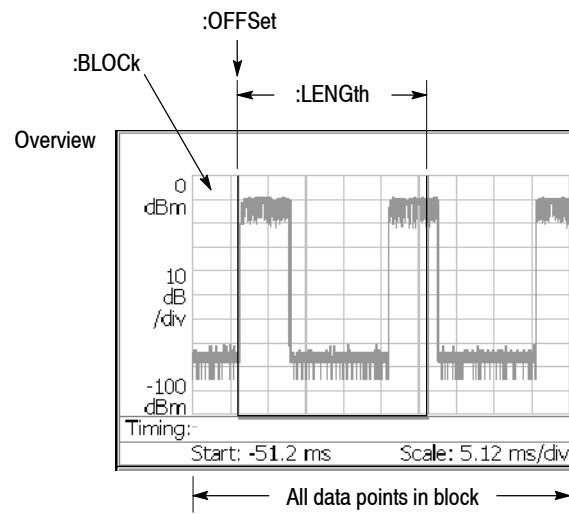 :OFFSet
:BLOCk
:LENGth
Overview
0
dBm
10
dB
/div
-100
dBm
Timing:-
Start: -51.2 ms Scale: 5.12 ms/div
All data points in block